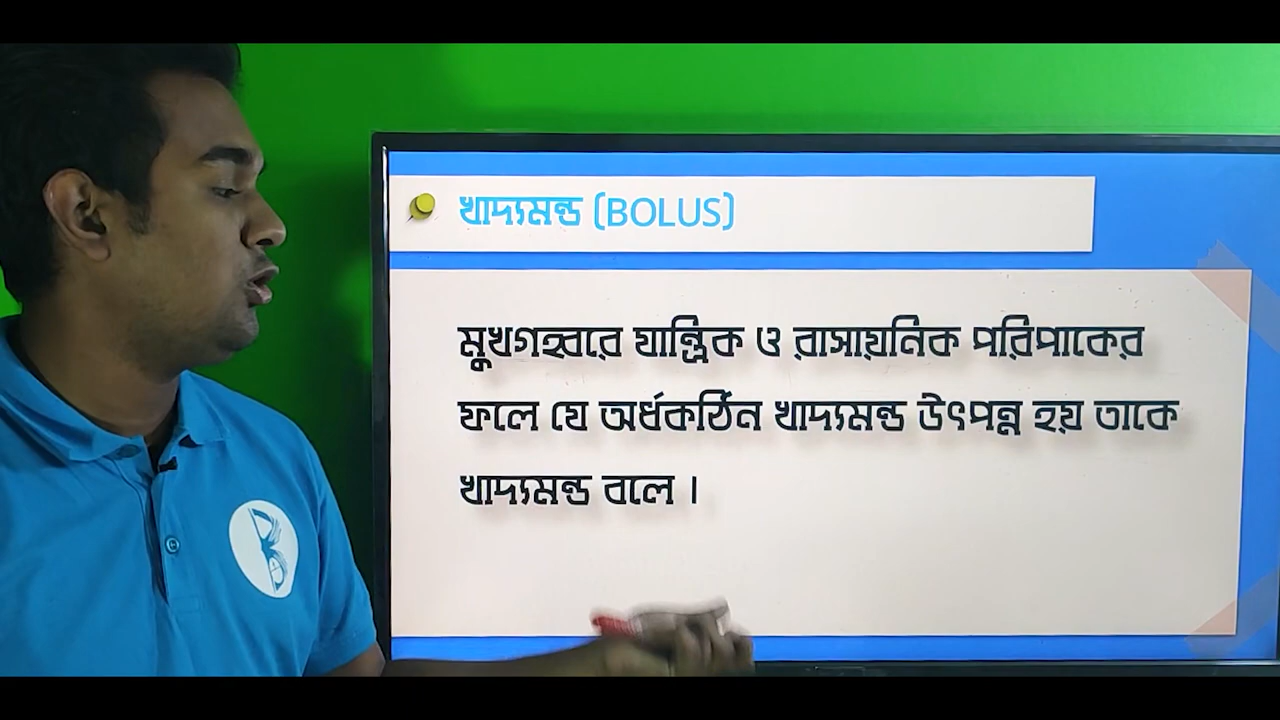 খাদ্যমন্ড (BOLUS)
মুখগহ্বরে যান্ত্রিক ও রাসায়নিক পরিপাকের
ফলে যে অর্ধকঠিন খাদ্যমন্ড উৎপন্ন হয় তাকে
খাদ্যমন্ড বলে ।